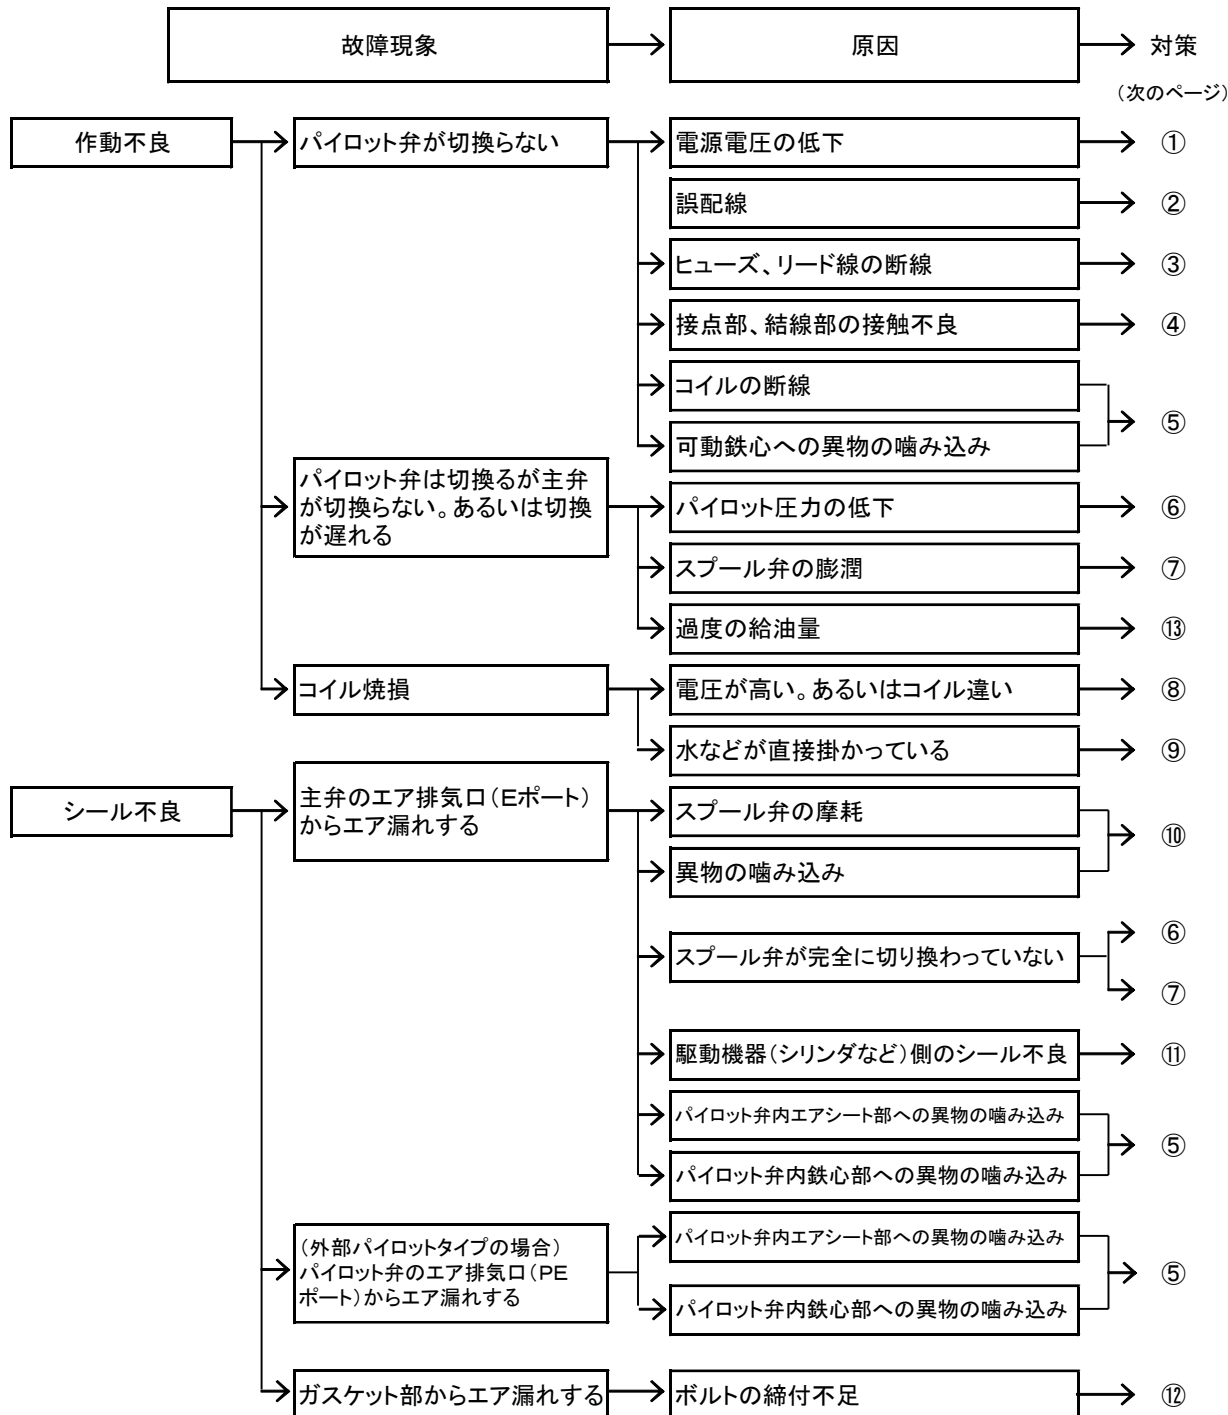 故障現象 原因 対策
(次のページ)
作動不良 パイロット弁が切換らない 電源電圧の低下 ①
誤配線 ②
ヒューズ、リード線の断線 ③
接点部、結線部の接触不良 ④
コイルの断線
⑤
可動鉄心への異物の噛み込み
パイロット弁は切換るが主弁
が切換らない。あるいは切換
が遅れる
パイロット圧力の低下 ⑥
スプール弁の膨潤 ⑦
過度の給油量 ⑬
コイル焼損 電圧が高い。あるいはコイル違い ⑧
水などが直接掛かっている ⑨
シール不良
主弁のエア排気口(Eポート)
からエア漏れする
スプール弁の摩耗
⑩
異物の噛み込み
スプール弁が完全に切り換わっていない
⑥
⑦
駆動機器(シリンダなど)側のシール不良 ⑪
パイロット弁内エアシート部への異物の噛み込み
⑤
パイロット弁内鉄心部への異物の噛み込み
(外部パイロットタイプの場合)
パイロット弁のエア排気口(PE
ポート)からエア漏れする
パイロット弁内エアシート部への異物の噛み込み
⑤
パイロット弁内鉄心部への異物の噛み込み
ガスケット部からエア漏れする ボルトの締付不足 ⑫